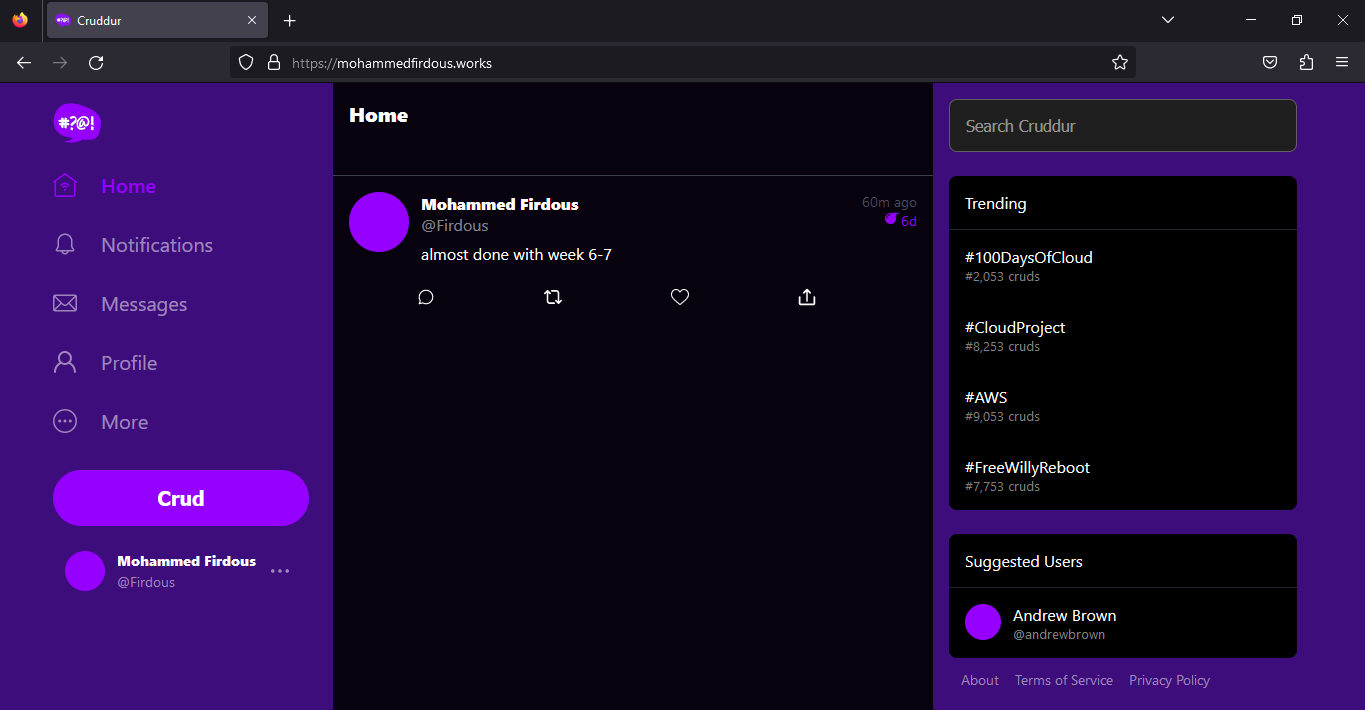 Cruddur
https://mohammedfirdous.works
#?@!
Home
Notifications
Messages
Profile
More
Crud
Mohammed Firdous
@Firdous
Home
Mohammed Firdous
@Firdous
60m ago
6d
almost done with week 6-7
Search Cruddur
Trending
#100DaysOfCloud
#2,053 cruds
#CloudProject
#8,253 cruds
#AWS
#9,053 cruds
#FreeWillyReboot
#7,753 cruds
Suggested Users
Andrew Brown
@andrewbrown
About Terms of Service Privacy Policy